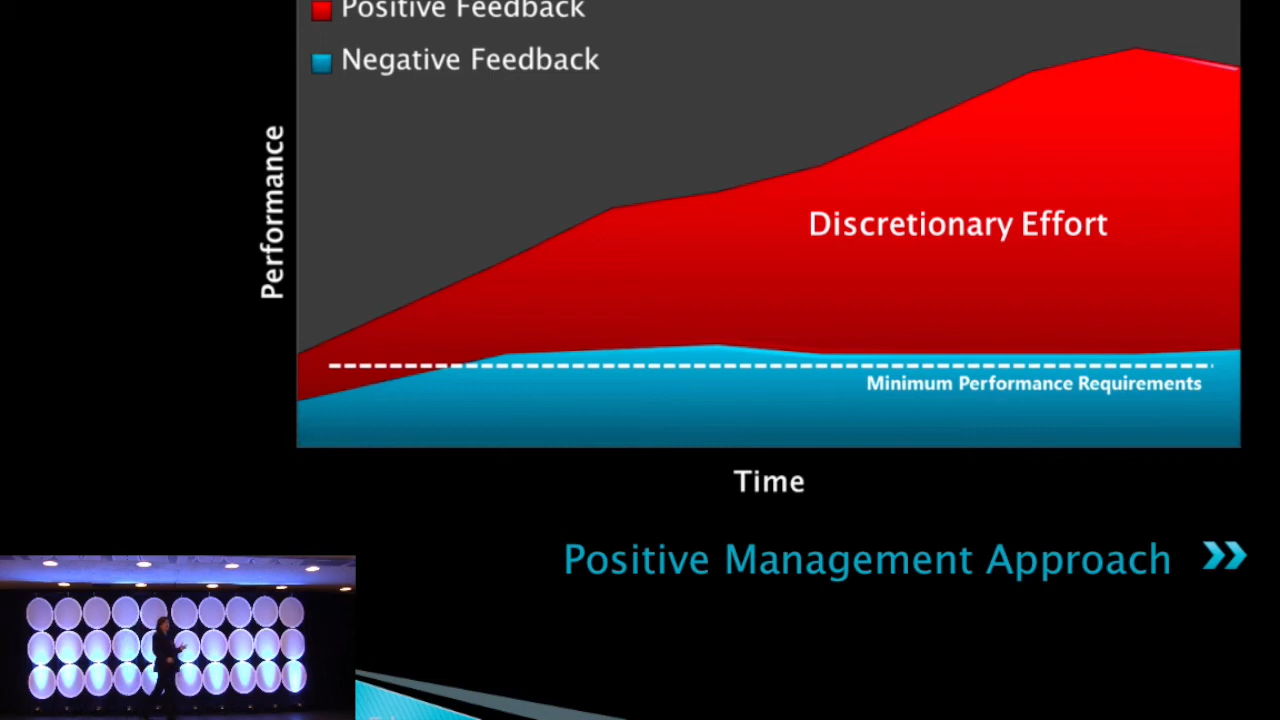 Positive Feedback
Negative Feedback
Performance
Discretionary Effort
Minimum Performance Requirements
Time
Positive Management Approach